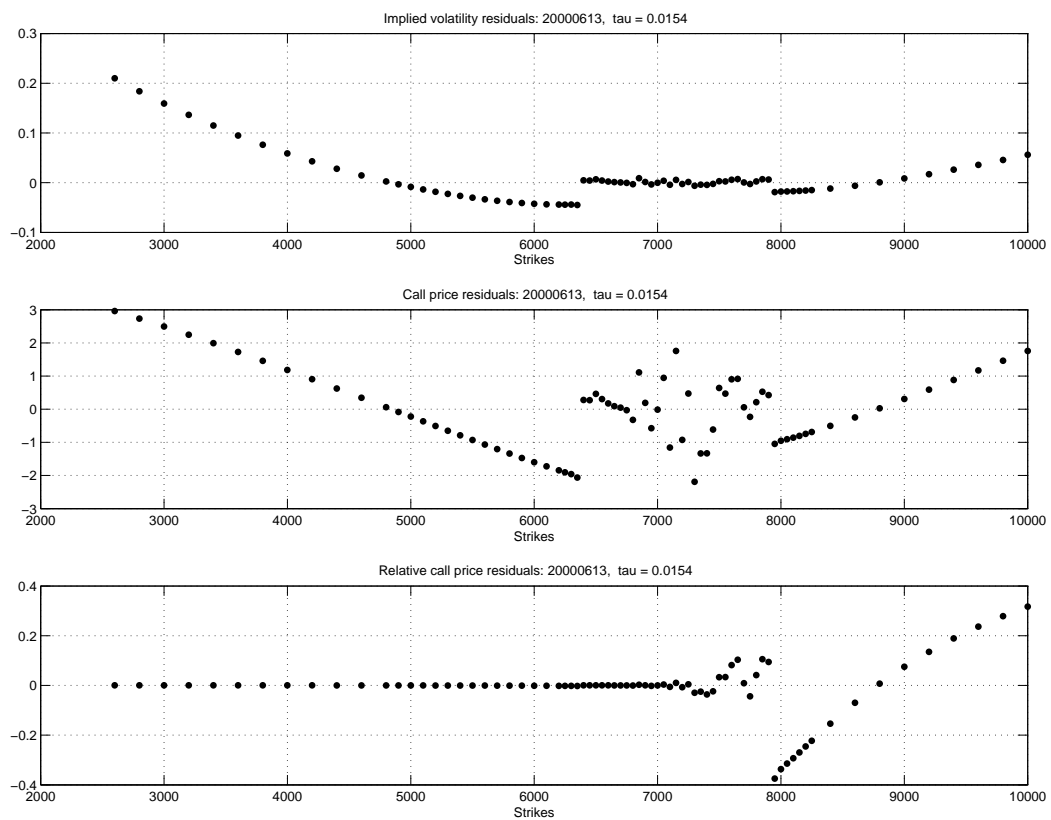 Implied volatility residuals: 20000613,  tau = 0.0154
0.3
0.2
0.1
0
−0.1
2000 3000 4000 5000 6000 7000 8000 9000 10000
Strikes
Call price residuals: 20000613,  tau = 0.0154
3
2
1
0
−1
−2
−3
2000 3000 4000 5000 6000 7000 8000 9000 10000
Strikes
Relative call price residuals: 20000613,  tau = 0.0154
0.4
0.2
0
−0.2
−0.4
2000 3000 4000 5000 6000 7000 8000 9000 10000
Strikes